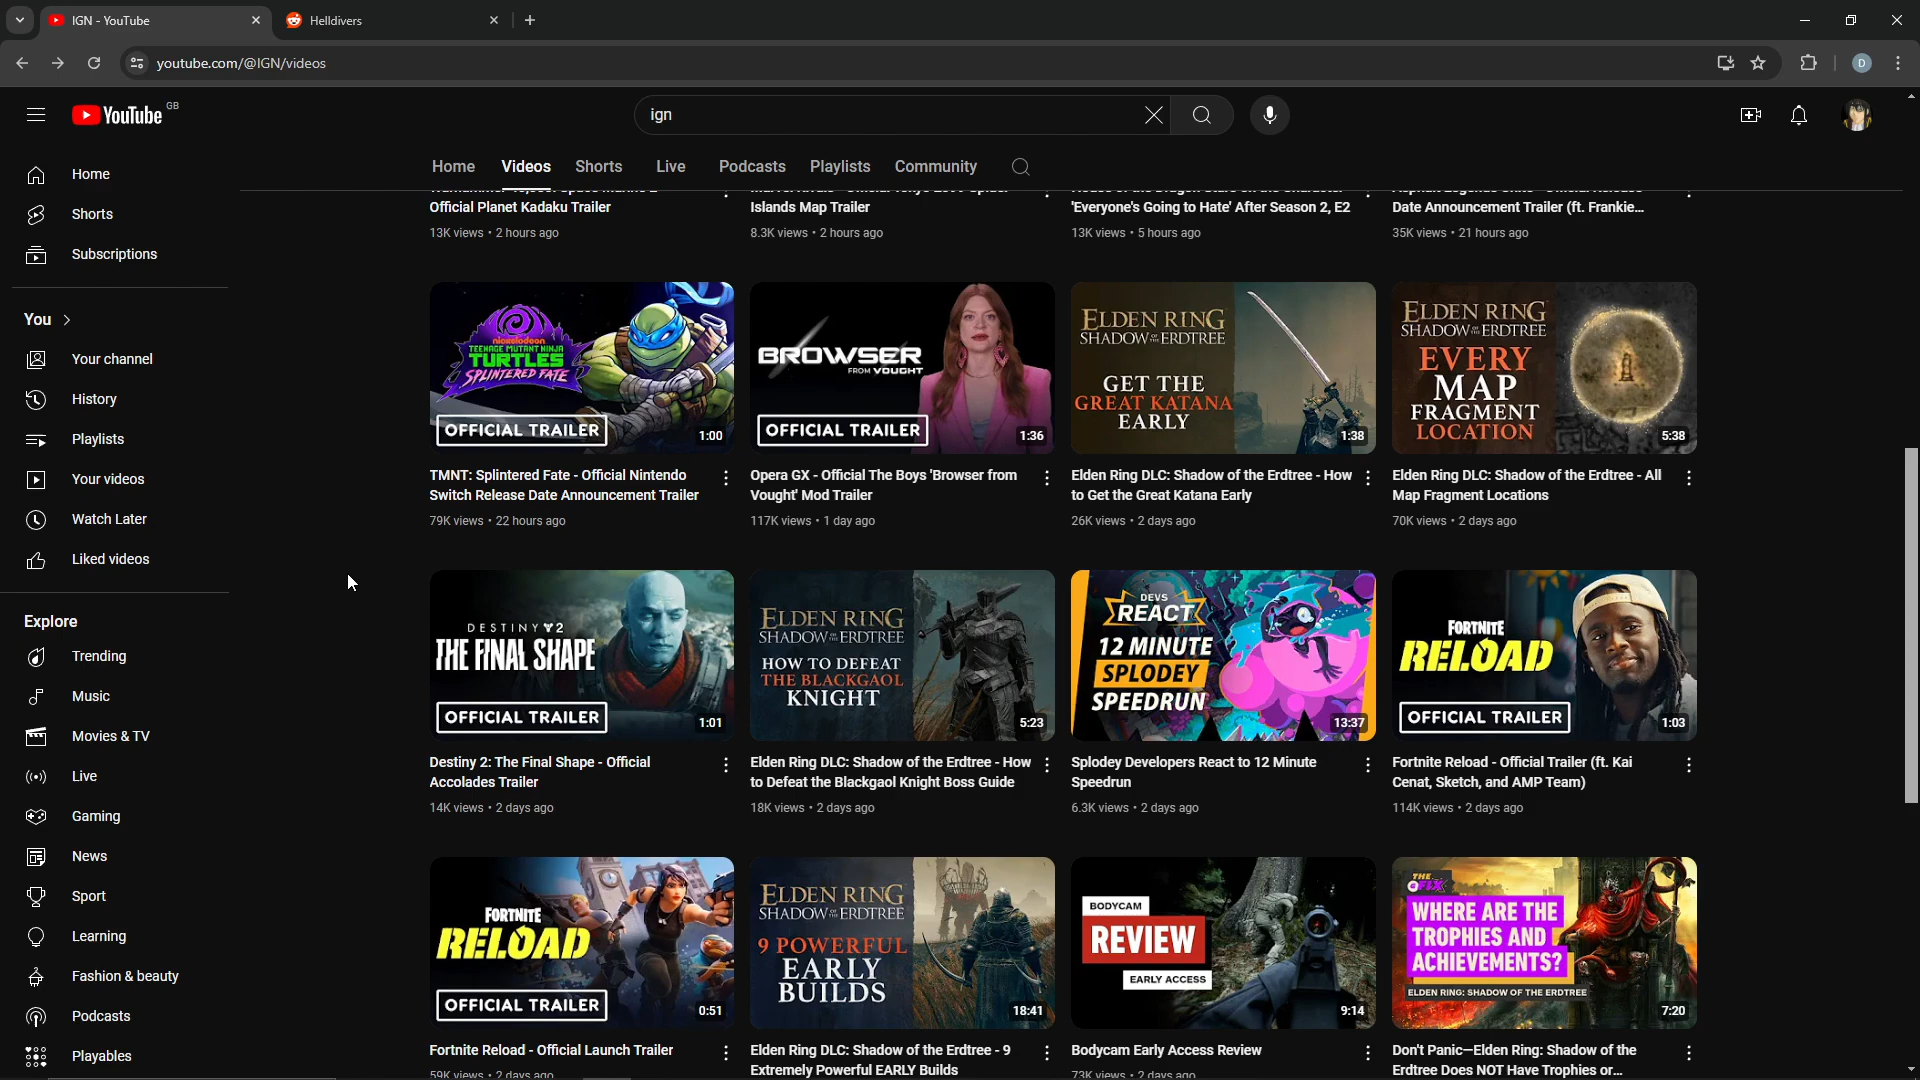 IGN - YouTube
Helldivers
youtube.com/@IGN/videos
D
YouTube GB
ign
Home Videos Shorts Live Podcasts Playlists Community
Home
Shorts
Subscriptions
You
Your channel
History
Playlists
Your videos
Watch Later
Liked videos
Explore
Trending
Music
Movies & TV
Live
Gaming
News
Sport
Learning
Fashion & beauty
Podcasts
Playables
Official Planet Kadaku Trailer
13K views • 2 hours ago
Islands Map Trailer
8.3K views • 2 hours ago
'Everyone's Going to Hate' After Season 2, E2
13K views • 5 hours ago
Date Announcement Trailer (ft. Frankie...
35K views • 21 hours ago
nickelodeon
TEENAGE MUTANT NINJA
TURTLES
SPLINTERED FATE
OFFICIAL TRAILER
1:00
TMNT: Splintered Fate - Official Nintendo
Switch Release Date Announcement Trailer
79K views • 22 hours ago
BROWSER
FROM VOUGHT
OFFICIAL TRAILER
1:36
Opera GX - Official The Boys 'Browser from
Vought' Mod Trailer
117K views • 1 day ago
ELDEN RING
SHADOW OF THE ERDTREE
GET THE
GREAT KATANA
EARLY
1:38
Elden Ring DLC: Shadow of the Erdtree - How
to Get the Great Katana Early
26K views • 2 days ago
ELDEN RING
SHADOW OF THE ERDTREE
EVERY
MAP
FRAGMENT
LOCATION
5:38
Elden Ring DLC: Shadow of the Erdtree - All
Map Fragment Locations
70K views • 2 days ago
DESTINY 2
THE FINAL SHAPE
OFFICIAL TRAILER
1:01
Destiny 2: The Final Shape - Official
Accolades Trailer
14K views • 2 days ago
ELDEN RING
SHADOW OF THE ERDTREE
HOW TO DEFEAT
THE BLACKGAOL
KNIGHT
5:23
Elden Ring DLC: Shadow of the Erdtree - How
to Defeat the Blackgaol Knight Boss Guide
18K views • 2 days ago
DEVS
REACT
12 MINUTE
SPLODEY
SPEEDRUN
13:37
Splodey Developers React to 12 Minute
Speedrun
6.3K views • 2 days ago
FORTNITE
RELOAD
OFFICIAL TRAILER
1:03
Fortnite Reload - Official Trailer (ft. Kai
Cenat, Sketch, and AMP Team)
114K views • 2 days ago
FORTNITE
RELOAD
OFFICIAL TRAILER
0:51
Fortnite Reload - Official Launch Trailer
59K views • 2 days ago
ELDEN RING
SHADOW OF THE ERDTREE
9 POWERFUL
EARLY
BUILDS
18:41
Elden Ring DLC: Shadow of the Erdtree - 9
Extremely Powerful EARLY Builds
BODYCAM
REVIEW
EARLY ACCESS
9:14
Bodycam Early Access Review
73K views • 2 days ago
THE
GFIX
WHERE ARE THE
TROPHIES AND
ACHIEVEMENTS?
ELDEN RING: SHADOW OF THE ERDTREE
7:20
Don't Panic—Elden Ring: Shadow of the
Erdtree Does NOT Have Trophies or...